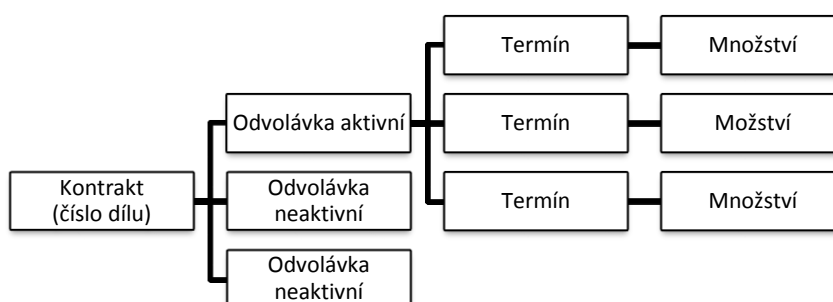 Termín
Množství
Odvolávka aktivní
Termín
Možství
Kontrakt
(číslo dílu)
Odvolávka
neaktivní
Termín
Množství
Odvolávka
neaktivní